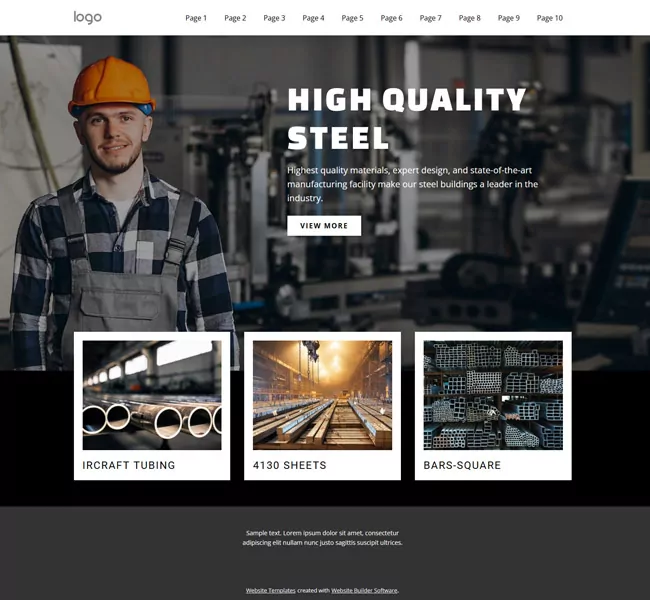 logo
Page 1 Page 2 Page 3 Page 4 Page 5 Page 6 Page 7 Page 8 Page 9 Page 10
HIGH QUALITY
STEEL
Highest quality materials, expert design, and state-of-the-art
manufacturing facility make our steel buildings a leader in the
industry.
VIEW MORE
IRCRAFT TUBING
4130 SHEETS
BARS-SQUARE
Sample text. Lorem ipsum dolor sit amet, consectetur
adipiscing elit nullam nunc justo sagittis suscipit ultrices.
Website Templates created with Website Builder Software.